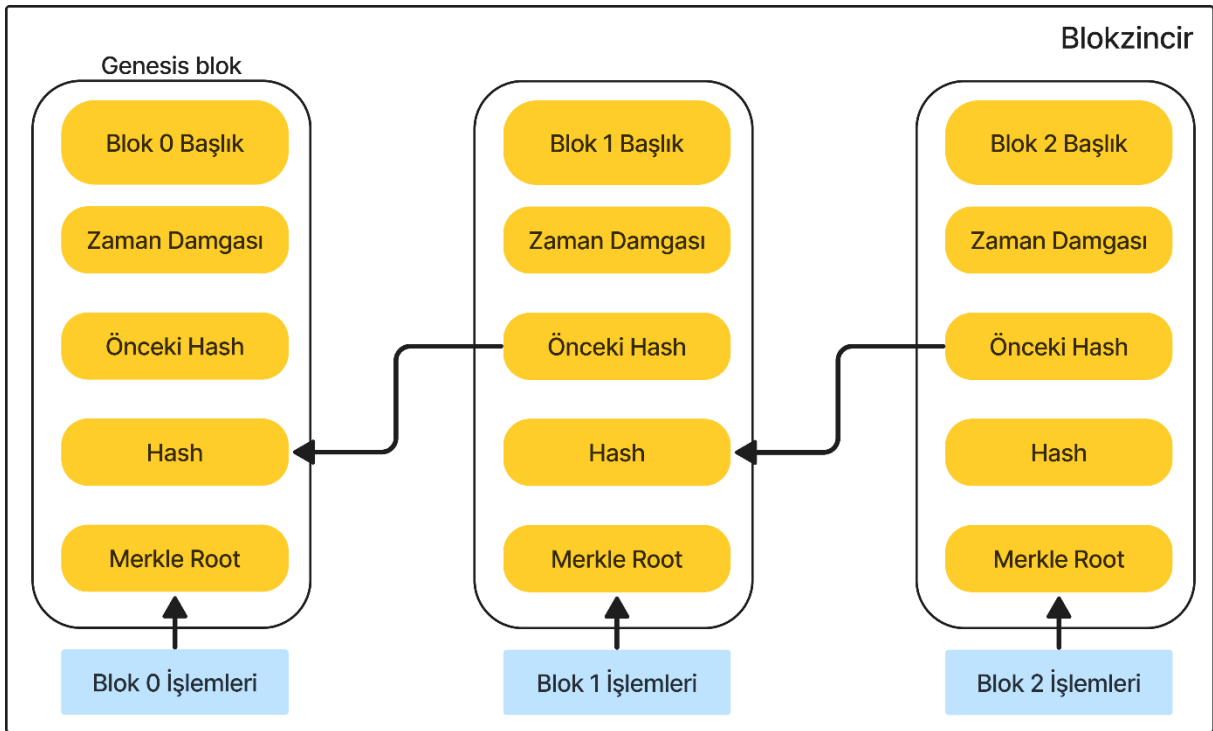 Blokzincir
Genesis blok
Blok 0 Başlık
Zaman Damgası
Önceki Hash
Hash
Merkle Root
Blok 0 İşlemleri
Blok 1 Başlık
Zaman Damgası
Önceki Hash
Hash
Merkle Root
Blok 1 İşlemleri
Blok 2 Başlık
Zaman Damgası
Önceki Hash
Hash
Merkle Root
Blok 2 İşlemleri